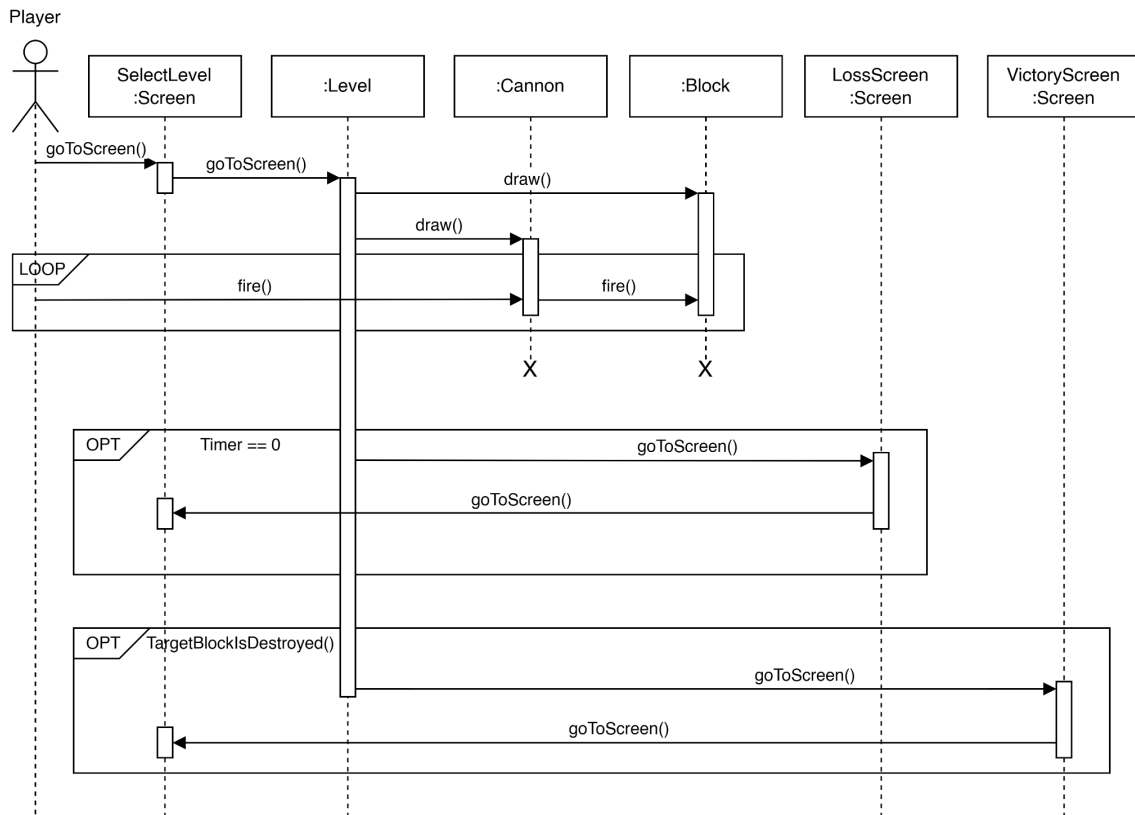 Player
SelectLevel
:Screen
:Level
:Cannon
:Block
LossScreen
:Screen
VictoryScreen
:Screen
goToScreen()
goToScreen()
draw()
draw()
LOOP
fire()
fire()
X
X
OPT
Timer == 0
goToScreen()
goToScreen()
OPT
TargetBlockIsDestroyed()
goToScreen()
goToScreen()